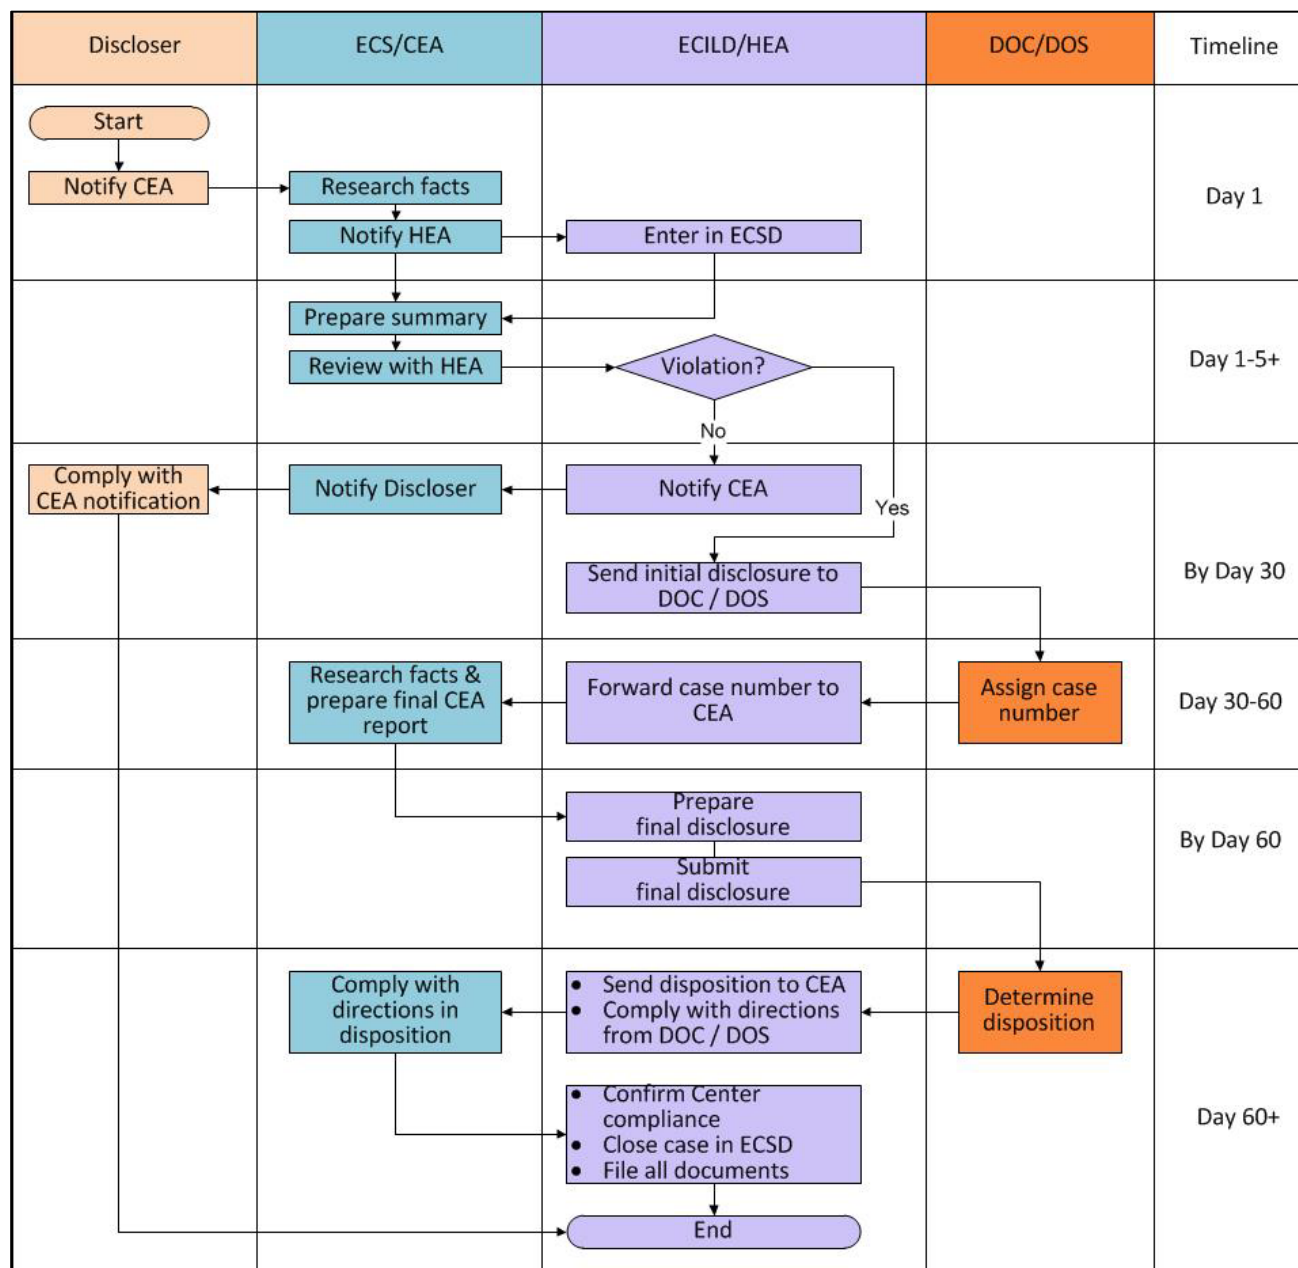 Discloser
ECS/CEA
ECILD/HEA
DOC/DOS
Timeline
Start
Notify CEA
Research facts
Day 1
Notify HEA
Enter in ECSD
Prepare summary
Review with HEA
Violation?
Day 1-5+
No
Comply with
CEA notification
Notify Discloser
Notify CEA
Yes
Send initial disclosure to
DOC / DOS
By Day 30
Research facts &
prepare final CEA
report
Forward case number to
CEA
Assign case
number
Day 30-60
Prepare
final disclosure
By Day 60
Submit
final disclosure
Comply with
directions in
disposition
• Send disposition to CEA
• Comply with directions
from DOC / DOS
Determine
disposition
• Confirm Center
compliance
• Close case in ECSD
• File all documents
Day 60+
End